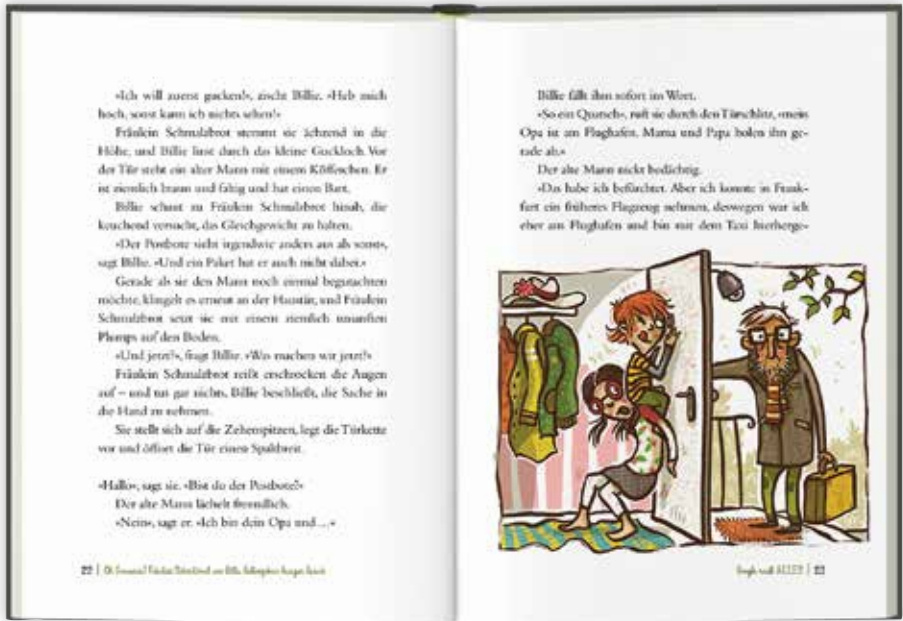 »Ich will zuerst gucken!«, zischt Billie. »Heb mich
hoch, sonst kann ich nichts sehen!«
Fräulein Schmalzbrot stemmt sie ächzend in die
Höhe, und Billie linst durch das kleine Guckloch. Vor
der Tür steht ein alter Mann mit einem Köfferchen. Er
ist ziemlich braun und faltig und hat einen Bart.
Billie schaut zu Fräulein Schmalzbrot hinab, die
keuchend versucht, das Gleichgewicht zu halten.
»Der Postbote sieht irgendwie anders aus als sonst«,
sagt Billie. »Und ein Paket hat er auch nicht dabei.«
Gerade als sie den Mann noch einmal begutachten
möchte, klingelt es erneut an der Haustür, und Fräulein
Schmalzbrot setzt sie mit einem ziemlich unsanften
Plumps auf den Boden.
»Und jetzt?«, fragt Billie. »Was machen wir jetzt?«
Fräulein Schmalzbrot reißt erschrocken die Augen
auf – und tut gar nichts. Billie beschließt, die Sache in
die Hand zu nehmen.
Sie stellt sich auf die Zehenspitzen, legt die Türkette
vor und öffnet die Tür einen Spaltbreit.
»Hallo«, sagt sie. »Bist du der Postbote?«
Der alte Mann lächelt freundlich.
»Nein«, sagt er. »Ich bin dein Opa und ...«
22 |
Billie fällt ihm sofort ins Wort.
»So ein Quatsch«, ruft sie durch den Türschlitz, »mein
Opa ist am Flughafen. Mama und Papa holen ihn ge-
rade ab.«
Der alte Mann nickt bedächtig.
»Das habe ich befürchtet. Aber ich konnte in Frank-
furt ein früheres Flugzeug nehmen, deswegen war ich
eher am Flughafen und bin mit dem Taxi hierherge-
ALLES | 23